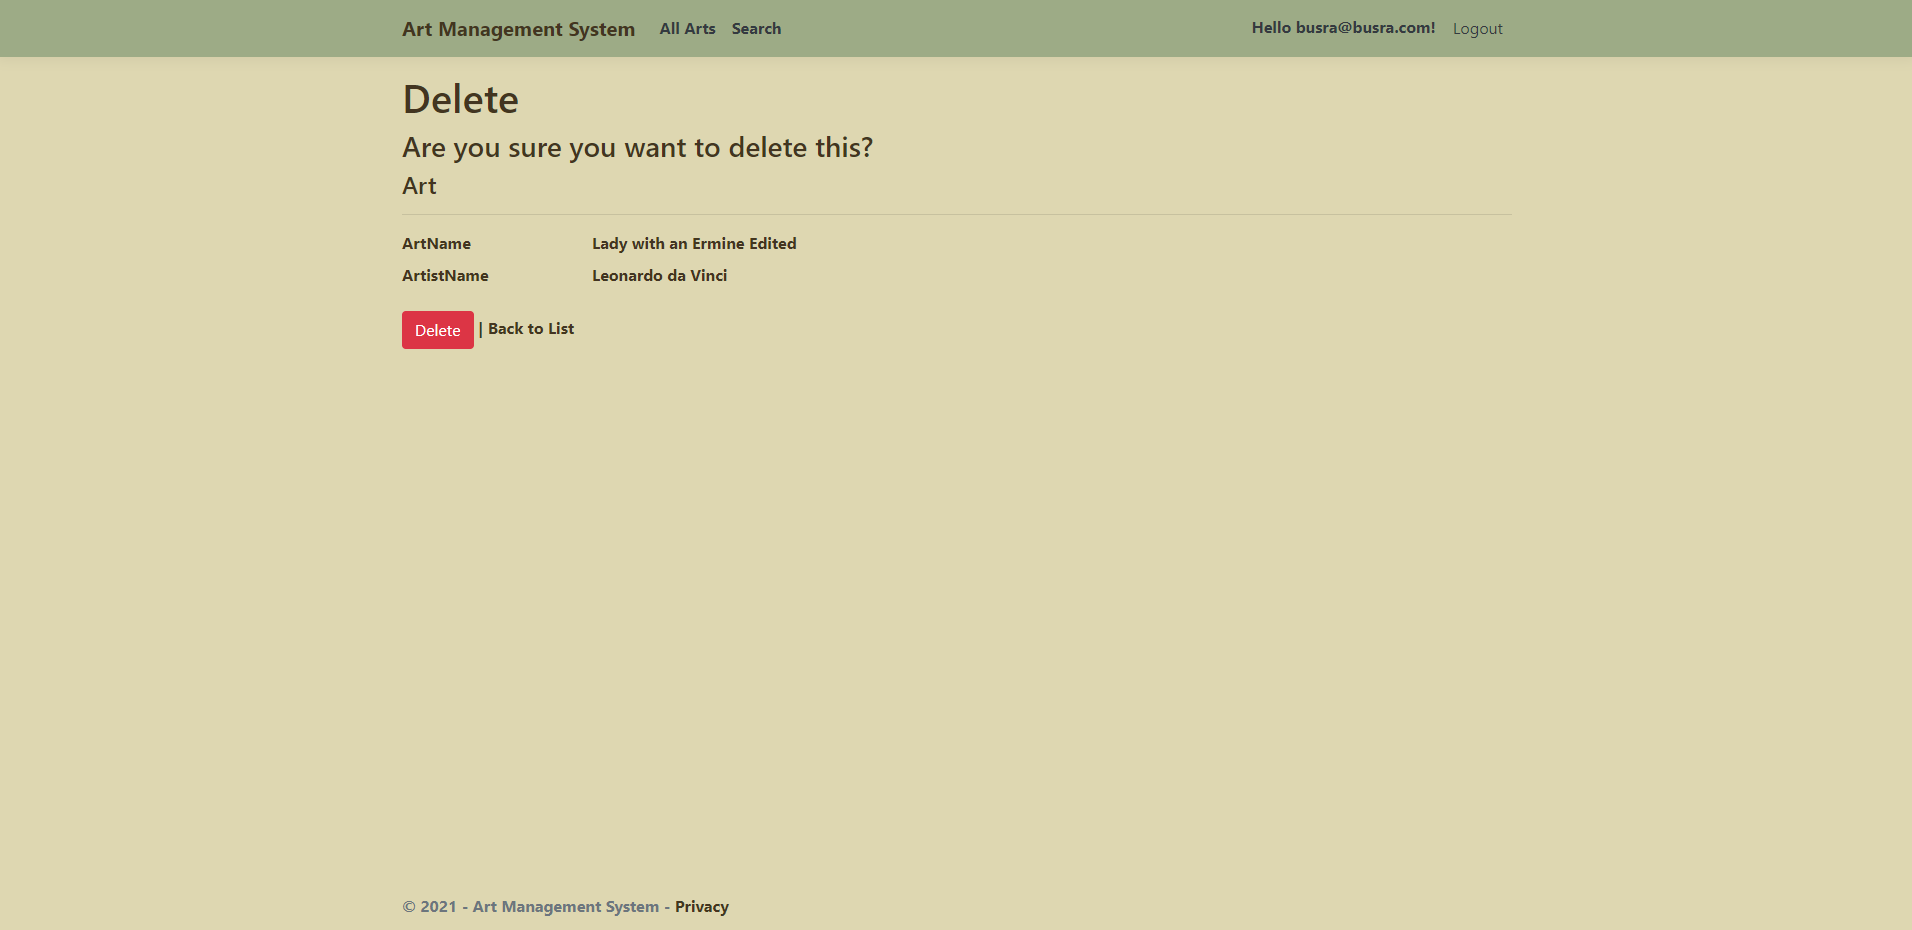 Art Management System All Arts Search Hello busra@busra.com! Logout
Delete
Are you sure you want to delete this?
Art
ArtName Lady with an Ermine Edited
ArtistName Leonardo da Vinci
Delete | Back to List
© 2021 - Art Management System - Privacy